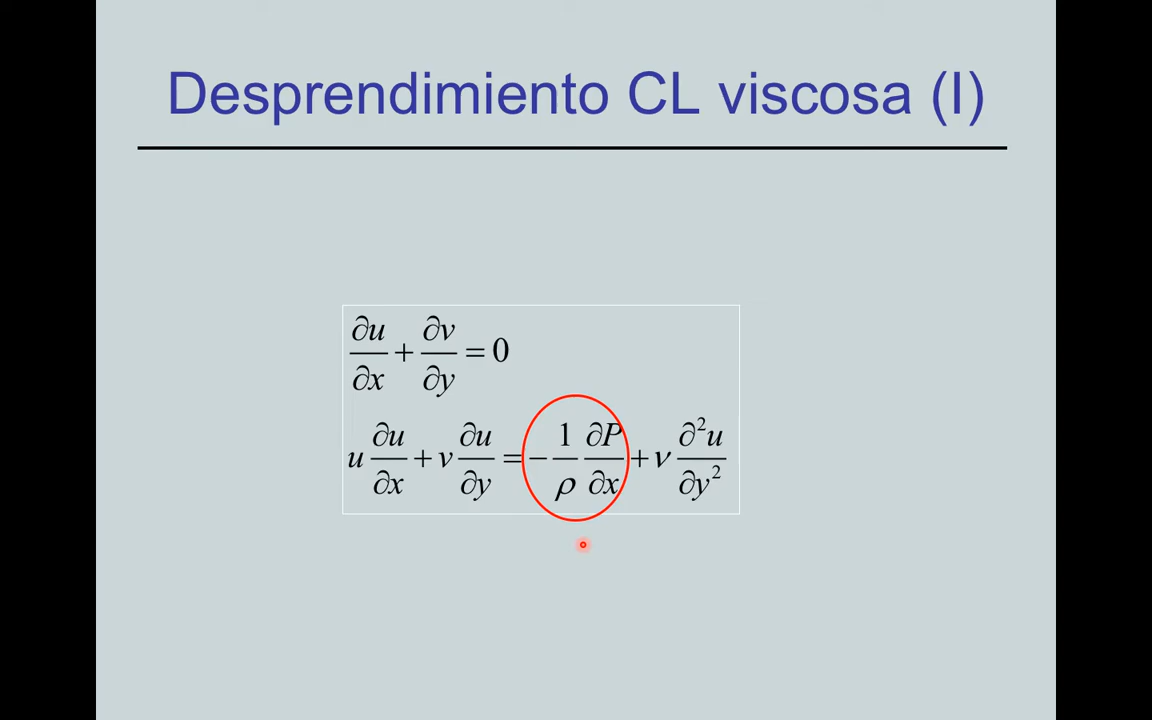 Desprendimiento CL viscosa (I)
∂u/∂x + ∂v/∂y = 0
u ∂u/∂x + v ∂u/∂y = − 1/ρ ∂P/∂x + ν ∂²u/∂y²